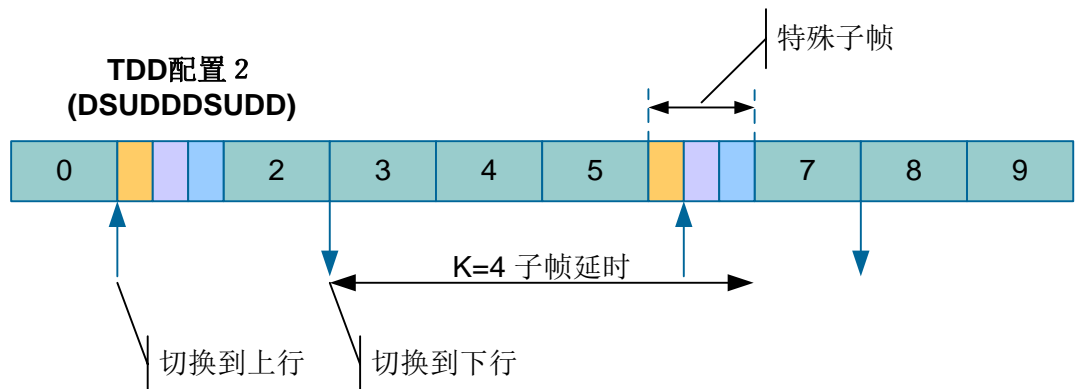 特殊子帧
TDD配置 2
(DSUDDDSUDD)
0 2 3 4 5 7 8 9
K=4 子帧延时
切换到上行 切换到下行